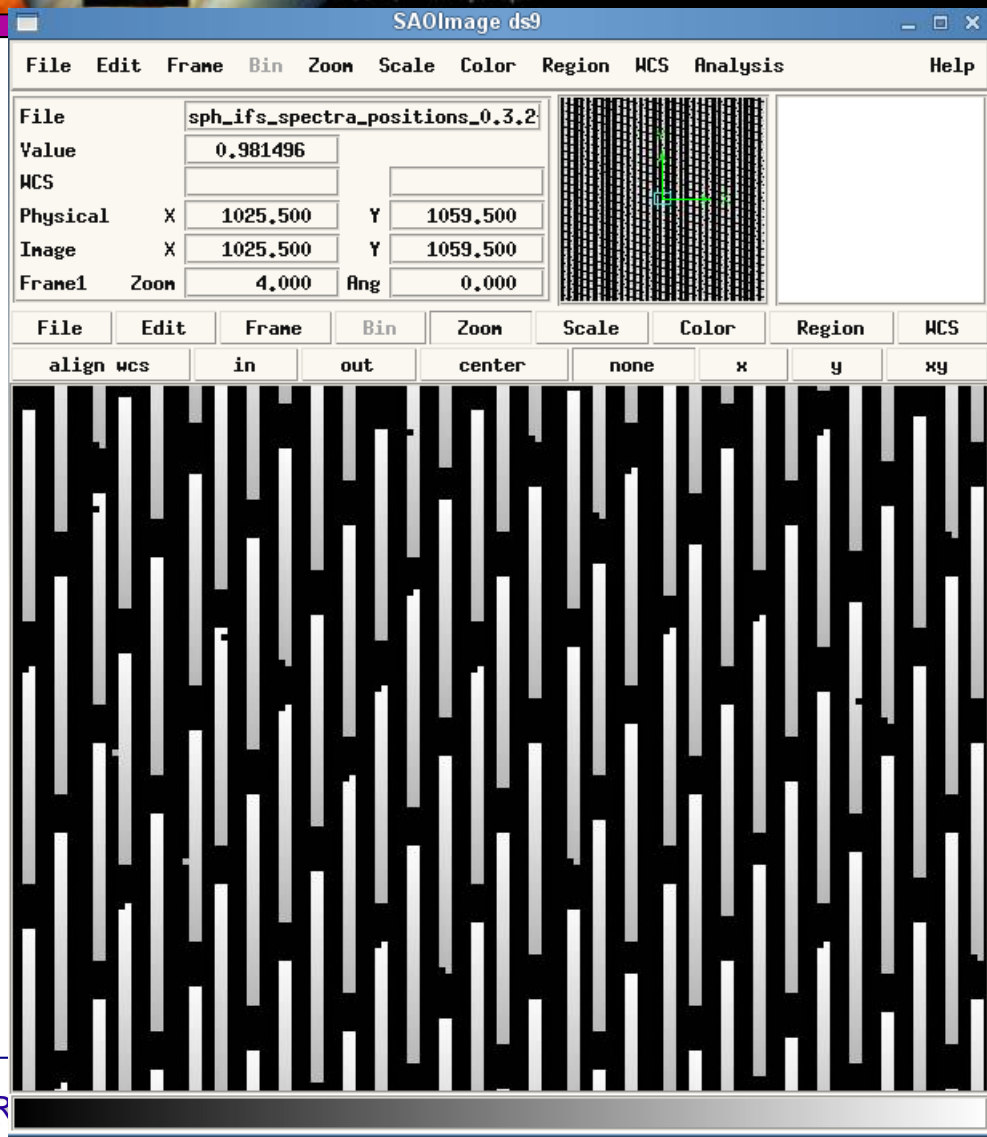 SAOImage ds9
File Edit Frame Bin Zoom Scale Color Region WCS Analysis Help
File sph_ifs_spectra_positions_0.3.2
Value 0.981496
WCS
Physical X 1025.500 Y 1059.500
Image X 1025.500 Y 1059.500
Frame1 Zoom 4.000 Ang 0.000
File Edit Frame Bin Zoom Scale Color Region WCS
align wcs in out center none x y xy
R